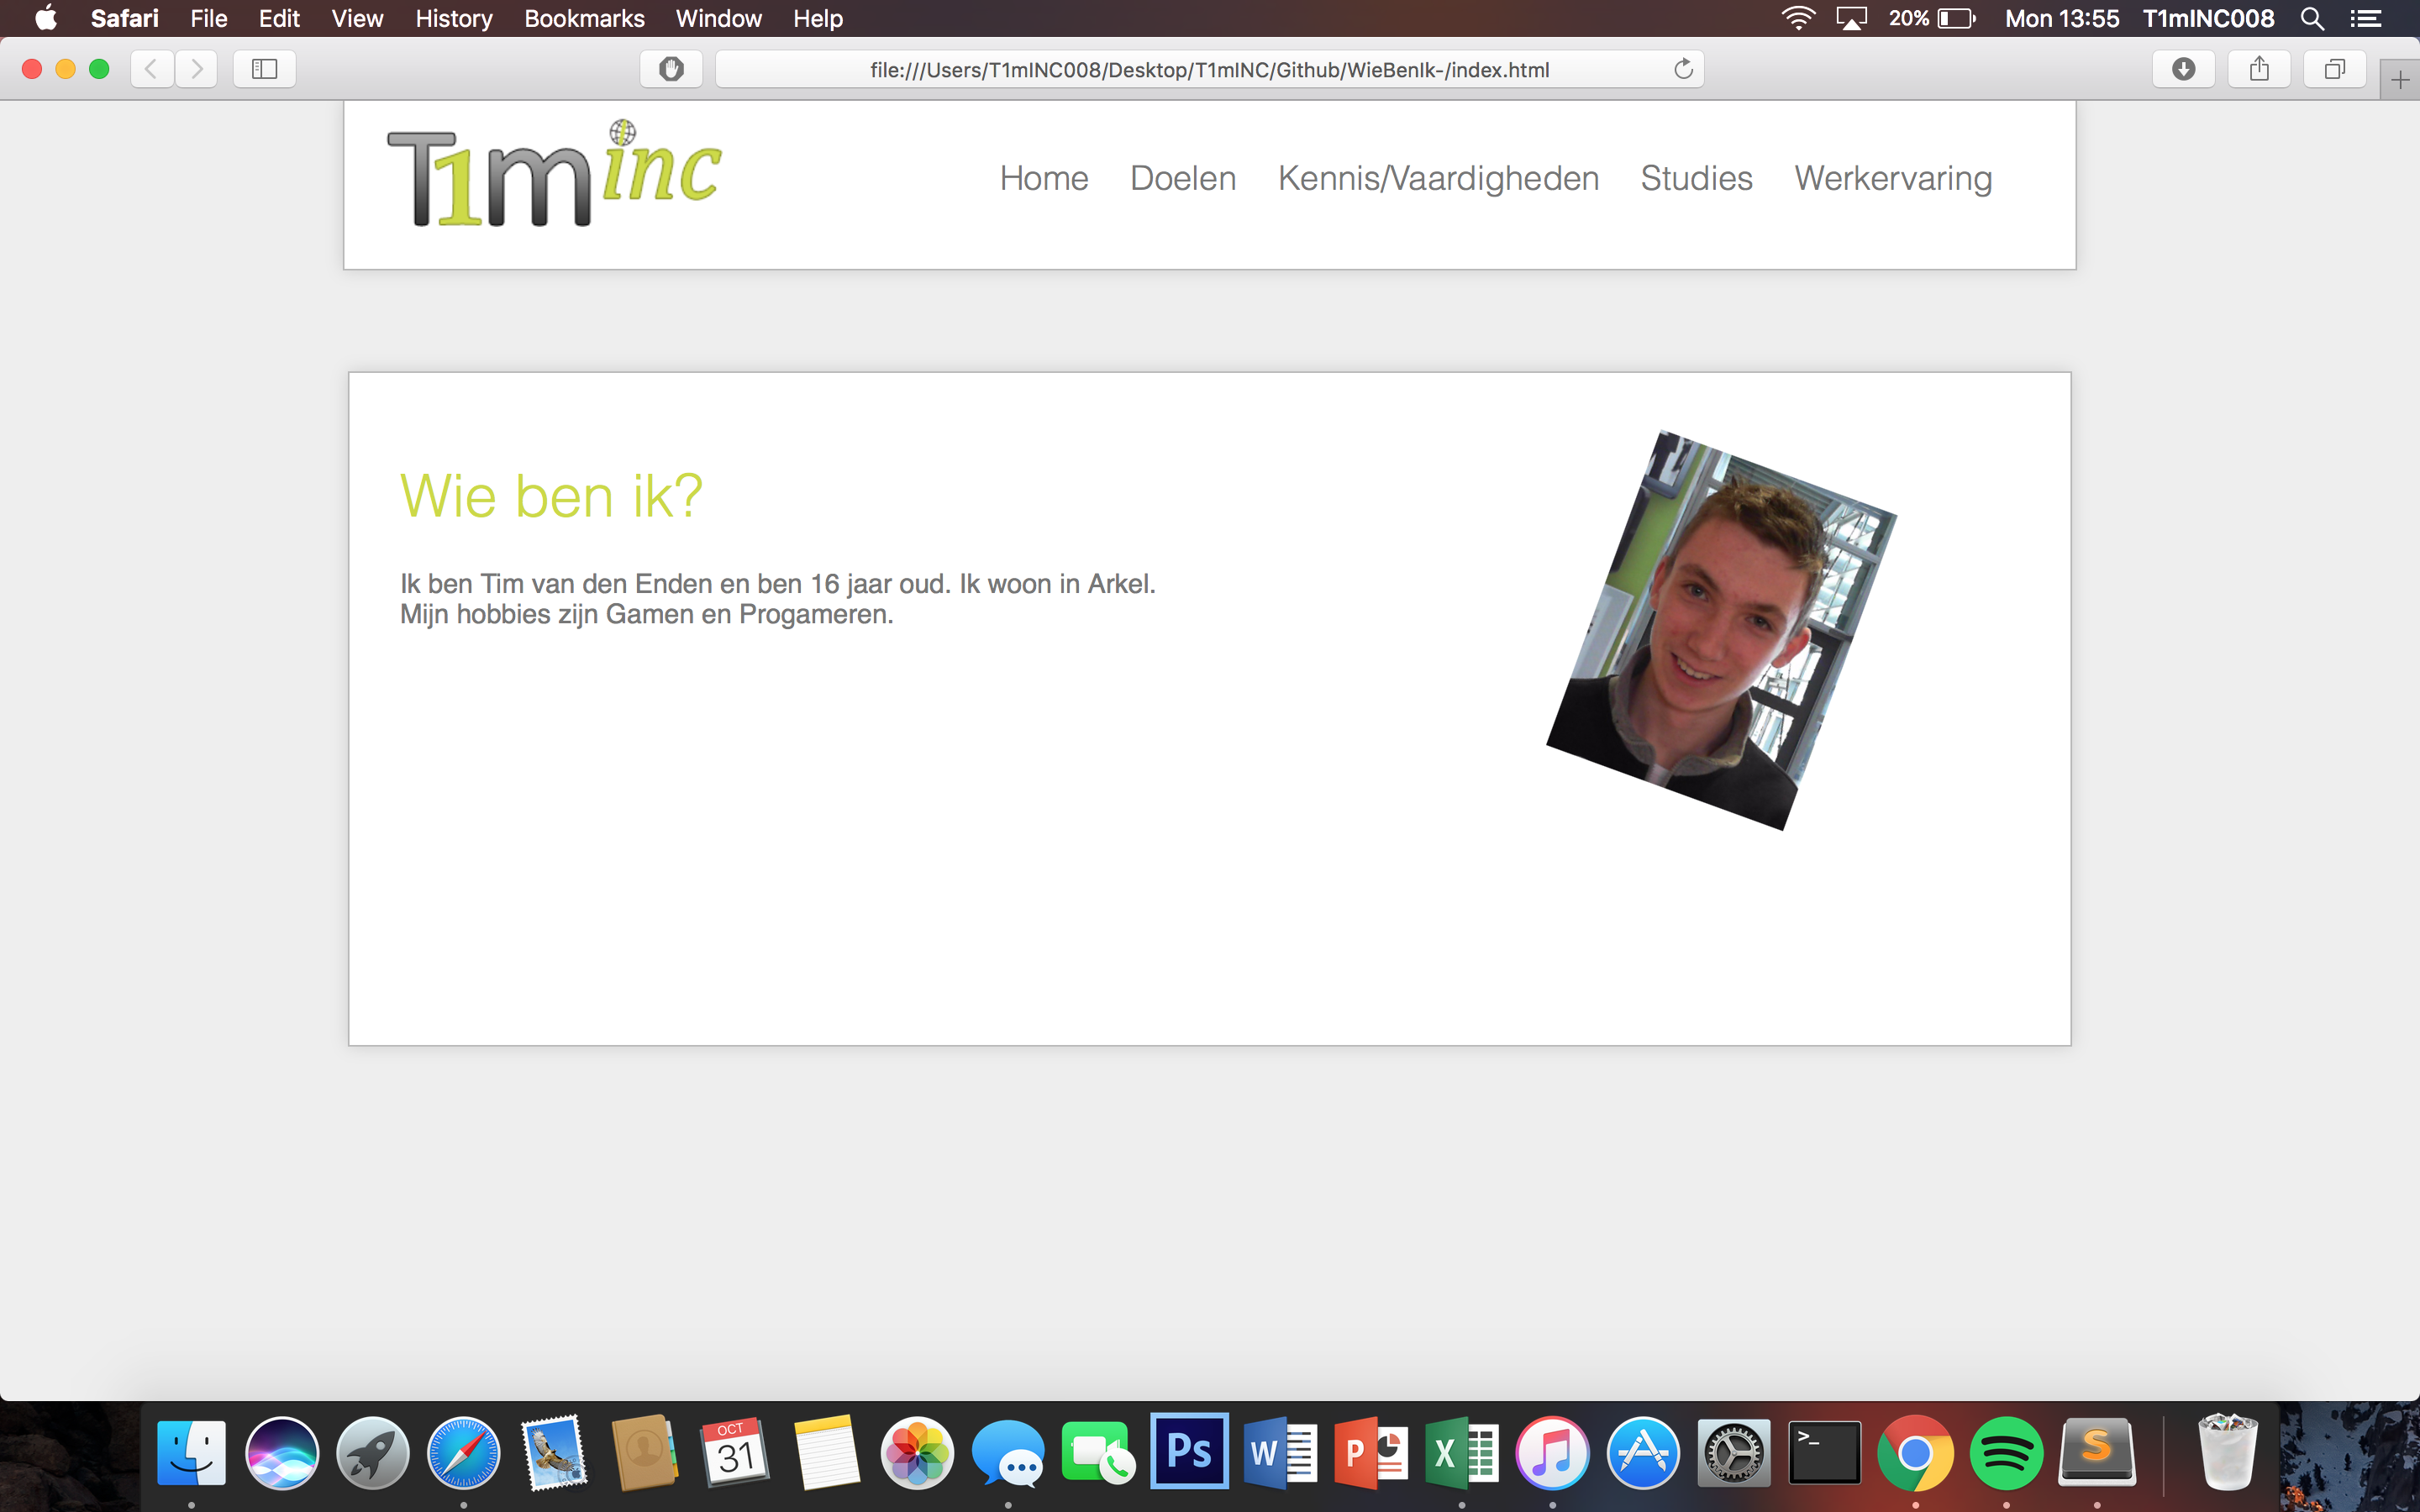 Safari File Edit View History Bookmarks Window Help 20% Mon 13:55 T1mINC008
file:///Users/T1mINC008/Desktop/T1mINC/Github/WieBenIk-/index.html
T1m inc
Home Doelen Kennis/Vaardigheden Studies Werkervaring
Wie ben ik?
Ik ben Tim van den Enden en ben 16 jaar oud. Ik woon in Arkel.
Mijn hobbies zijn Gamen en Progameren.
OCT
31
Ps
W
P
X
>_
S